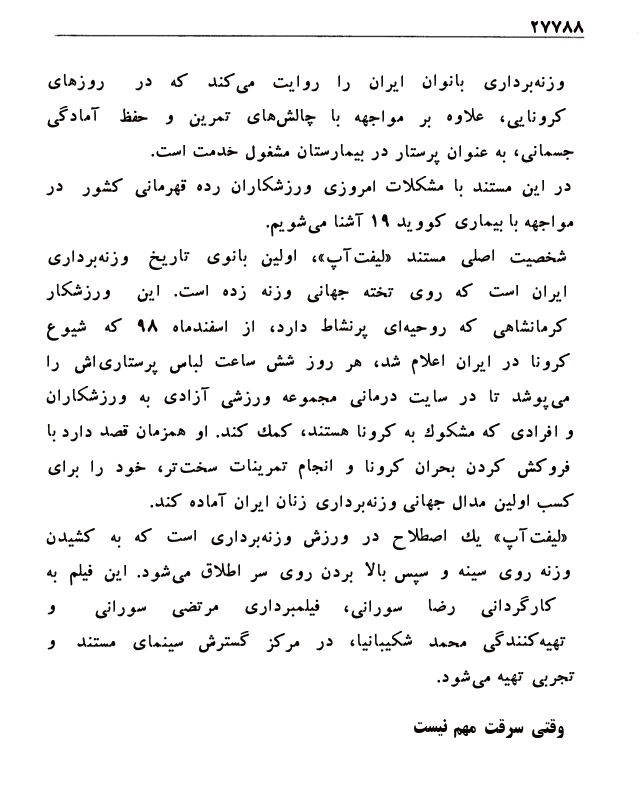 ۲۷۷۸۸
وزنه‌برداری بانوان ایران را روایت می‌کند که در روزهای
کرونایی، علاوه بر مواجهه با چالش‌های تمرین و حفظ آمادگی
جسمانی، به عنوان پرستار در بیمارستان مشغول خدمت است.
در این مستند با مشکلات امروزی ورزشکاران رده قهرمانی کشور در
مواجهه با بیماری کووید ۱۹ آشنا می‌شویم.
شخصیت اصلی مستند «لیفت‌آپ»، اولین بانوی تاریخ وزنه‌برداری
ایران است که روی تخته جهانی وزنه زده است. این ورزشکار
کرمانشاهی که روحیه‌ای پرنشاط دارد، از اسفندماه ۹۸ که شیوع
کرونا در ایران اعلام شد، هر روز شش ساعت لباس پرستاری‌اش را
می‌پوشد تا در سایت درمانی مجموعه ورزشی آزادی به ورزشکاران
و افرادی که مشکوك به کرونا هستند، کمك کند. او همزمان قصد دارد با
فروکش کردن بحران کرونا و انجام تمرینات سخت‌تر، خود را برای
کسب اولین مدال جهانی وزنه‌برداری زنان ایران آماده کند.
«لیفت‌آپ» یك اصطلاح در ورزش وزنه‌برداری است که به کشیدن
وزنه روی سینه و سپس بالا بردن روی سر اطلاق می‌شود. این فیلم به
کارگردانی رضا سورانی، فیلمبرداری مرتضی سورانی و
تهیه‌کنندگی محمد شکیبانیا، در مرکز گسترش سینمای مستند و
تجربی تهیه می‌شود.
وقتی سرقت مهم نیست